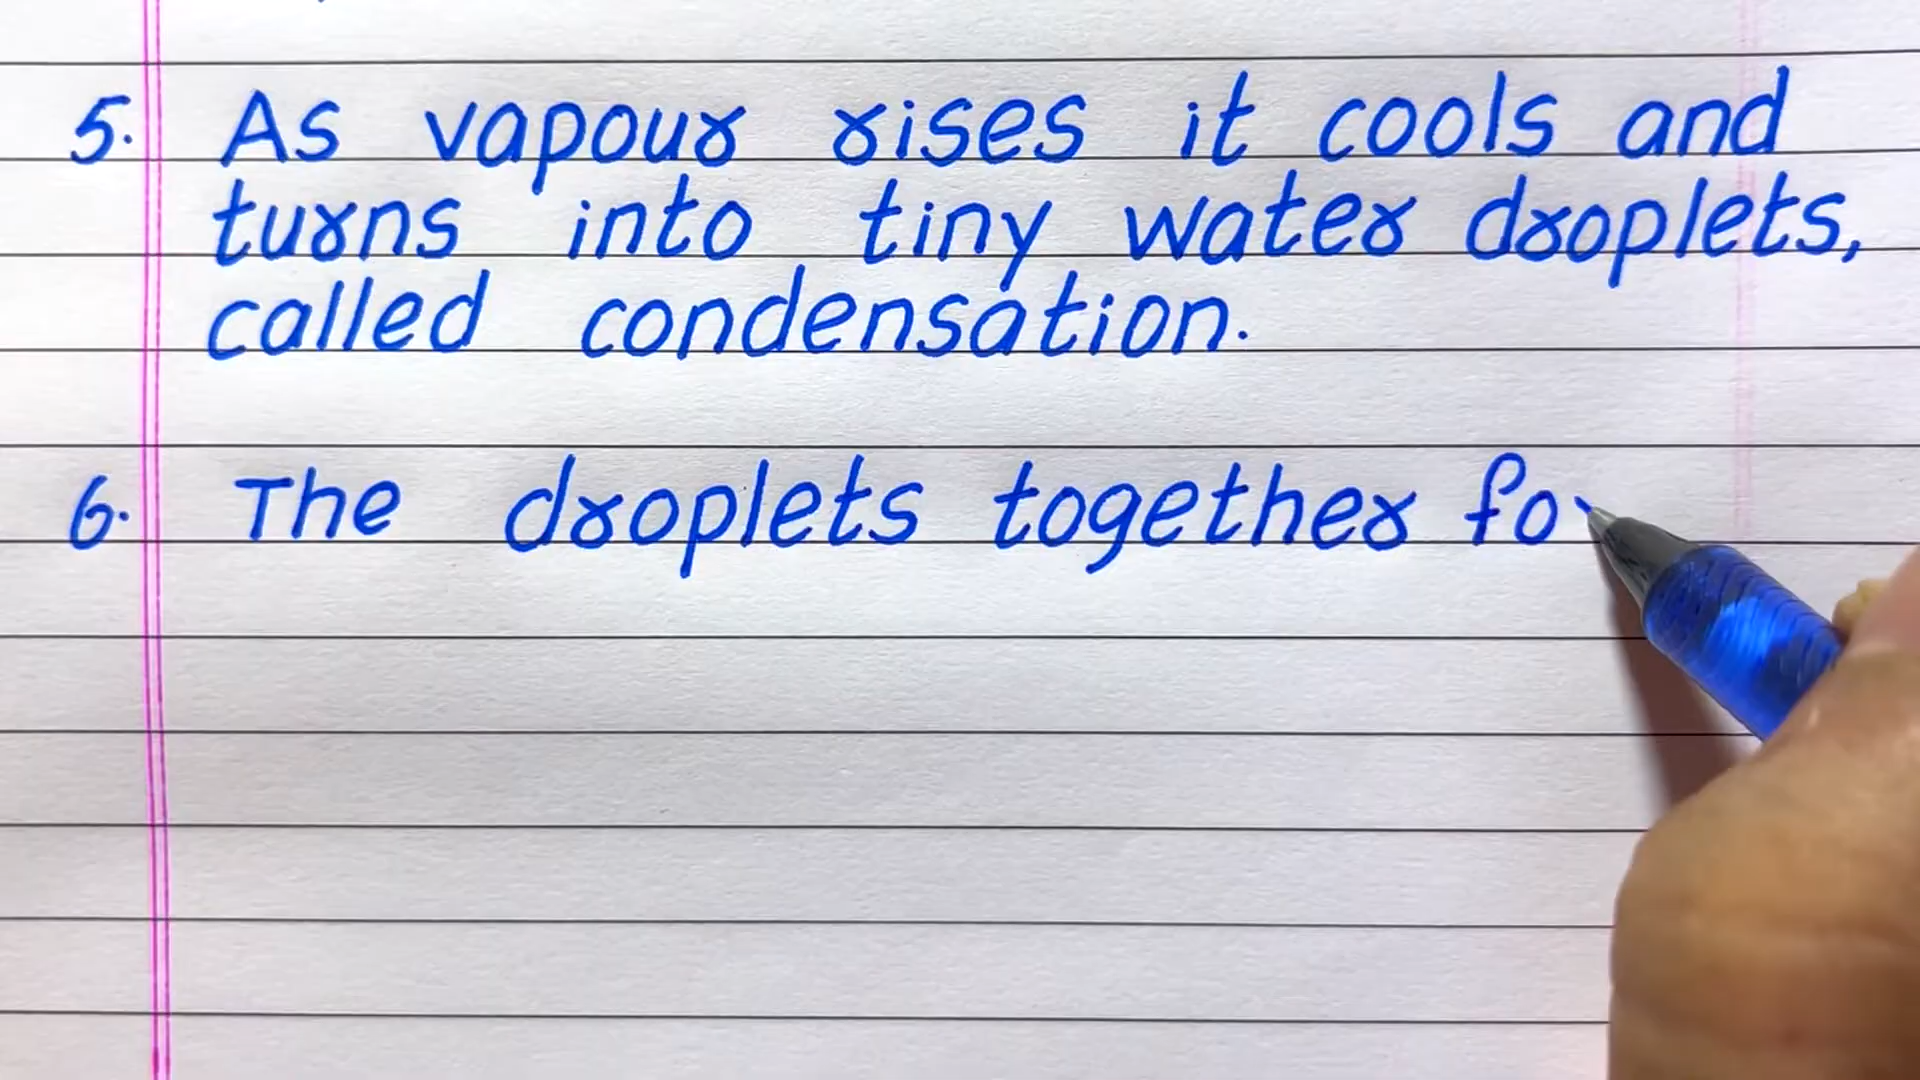 5. As vapour rises it cools and
turns into tiny water droplets,
called condensation.
6. The droplets together fo